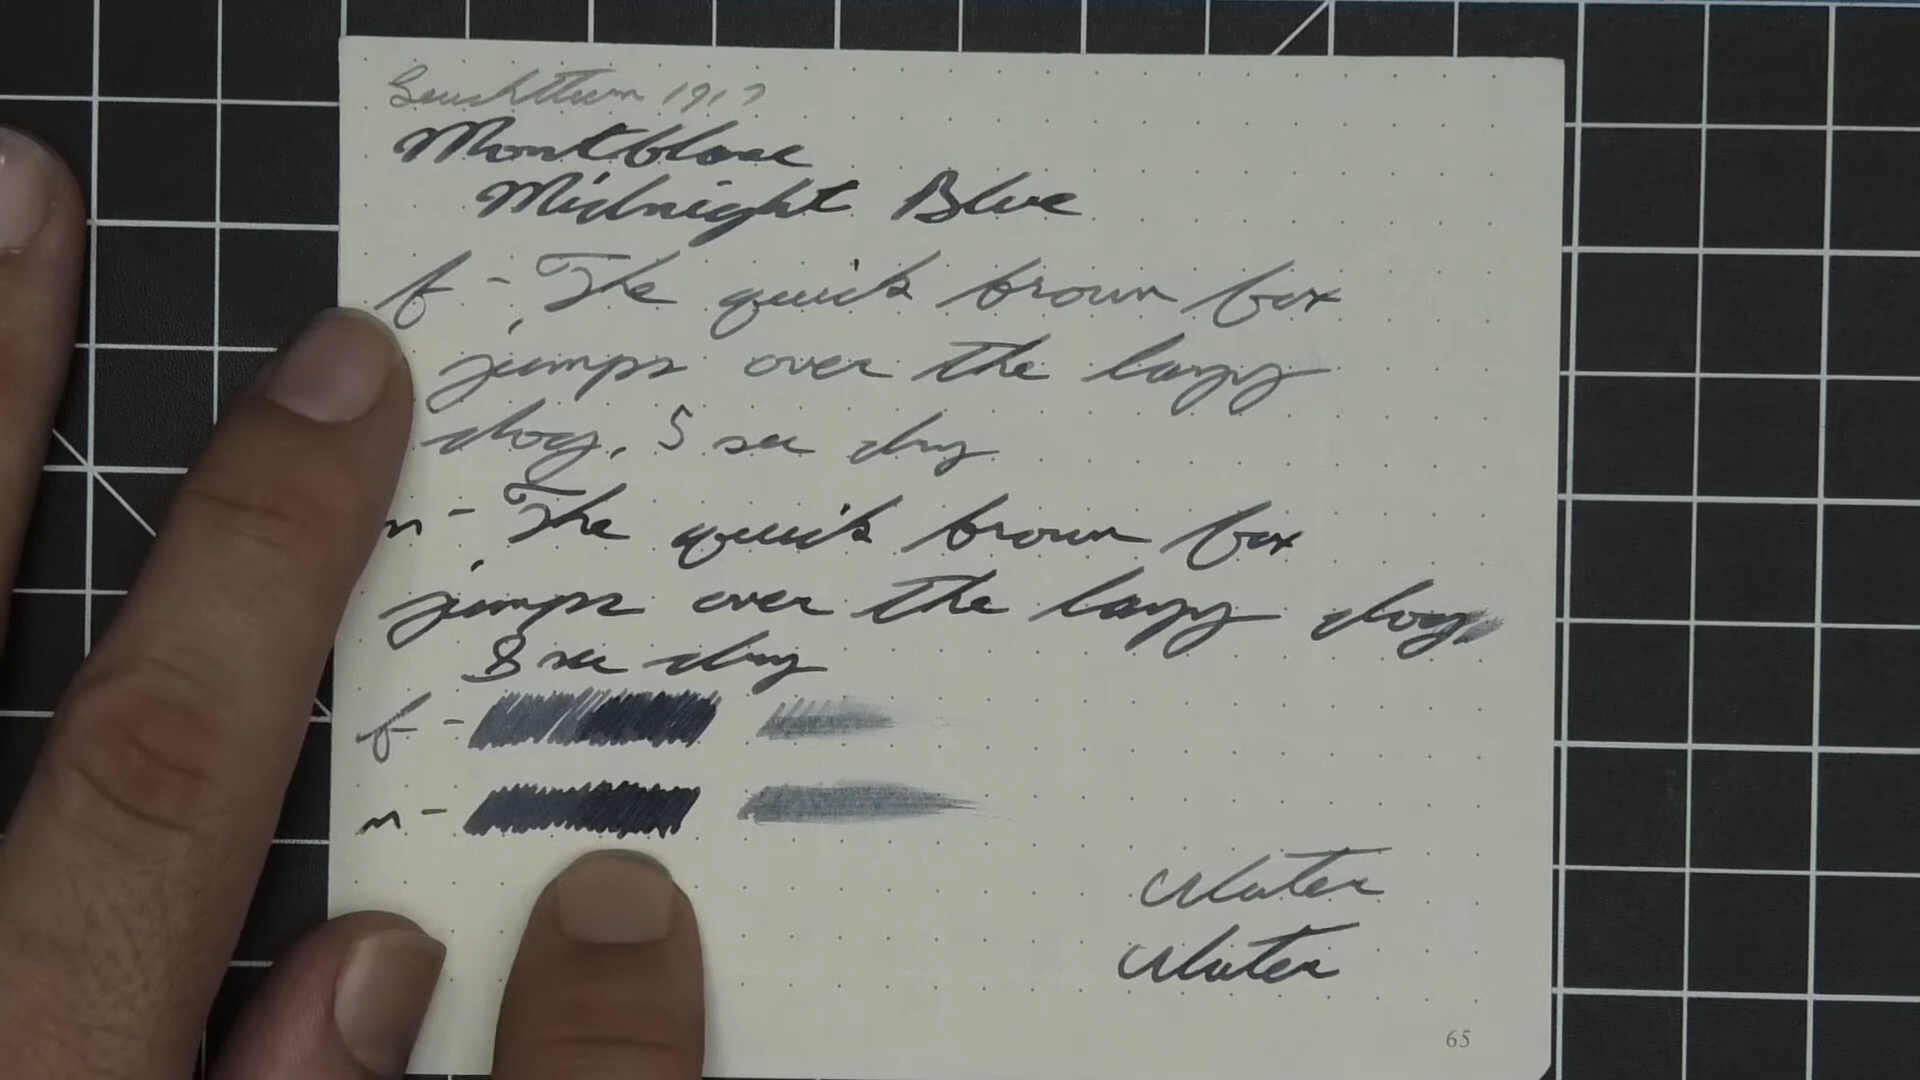 Leuchtturm 1917
Montblanc
Midnight Blue
f - The quick brown fox
jumps over the lazy
dog. 5 sec dry
m - The quick brown fox
jumps over the lazy dog.
8 sec dry
f -
m -
Water
Water
65